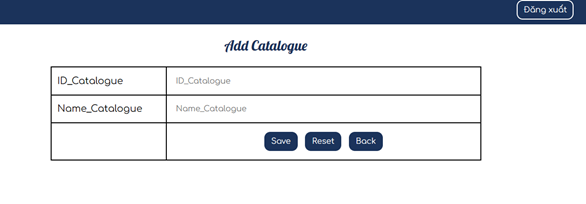 Đăng xuất
Add Catalogue
ID_Catalogue ID_Catalogue
Name_Catalogue Name_Catalogue
Save Reset Back